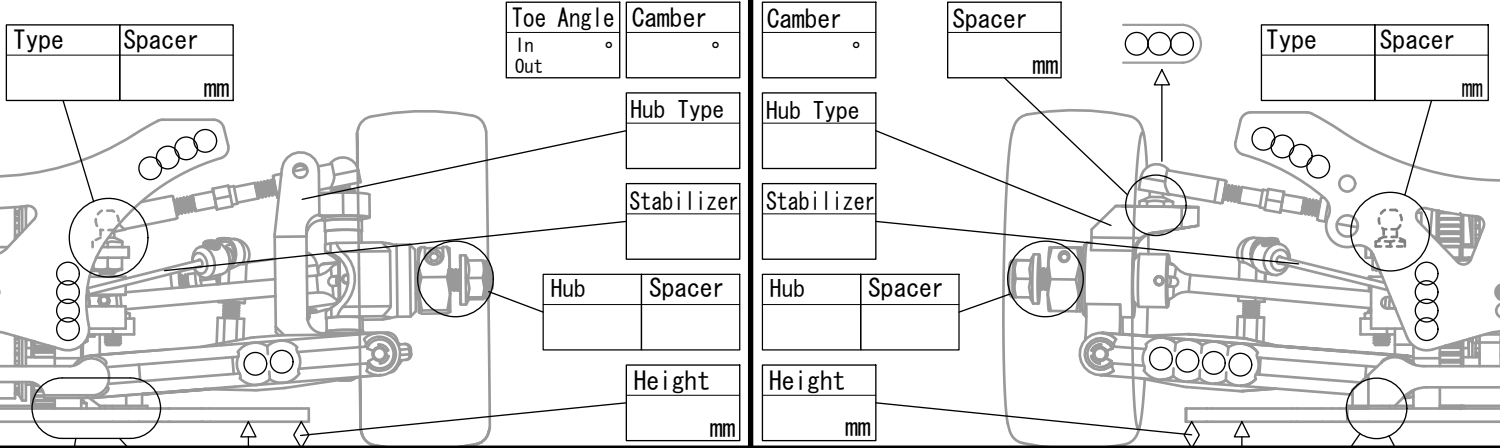 Type Spacer
mm
Toe Angle
In °
Out
Camber
°
Hub Type
Stabilizer
Hub Spacer
Height
mm
Camber
°
Spacer
mm
Type Spacer
mm
Hub Type
Stabilizer
Hub Spacer
Height
mm